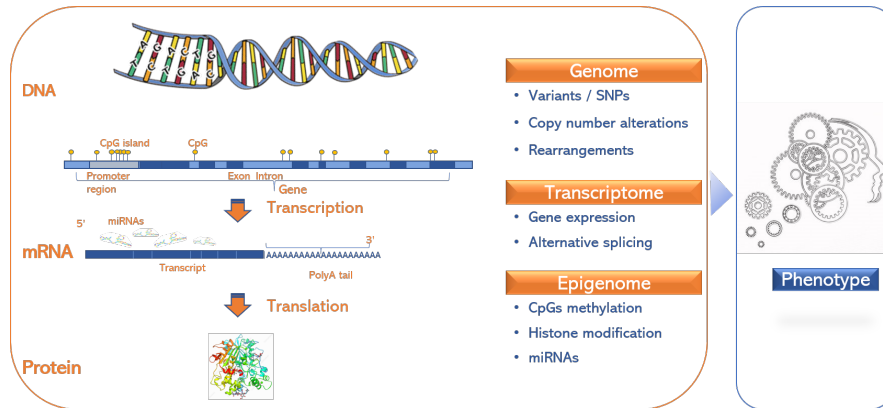 DNA
CpG island
CpG
Promoter
region
Exon Intron
Gene
Transcription
5'
miRNAs
3'
mRNA
Transcript
AAAAAAAAAAAAAAAAAAAAA
PolyA tail
Translation
Protein
Genome
• Variants / SNPs
• Copy number alterations
• Rearrangements
Transcriptome
• Gene expression
• Alternative splicing
Epigenome
• CpGs methylation
• Histone modification
• miRNAs
Phenotype